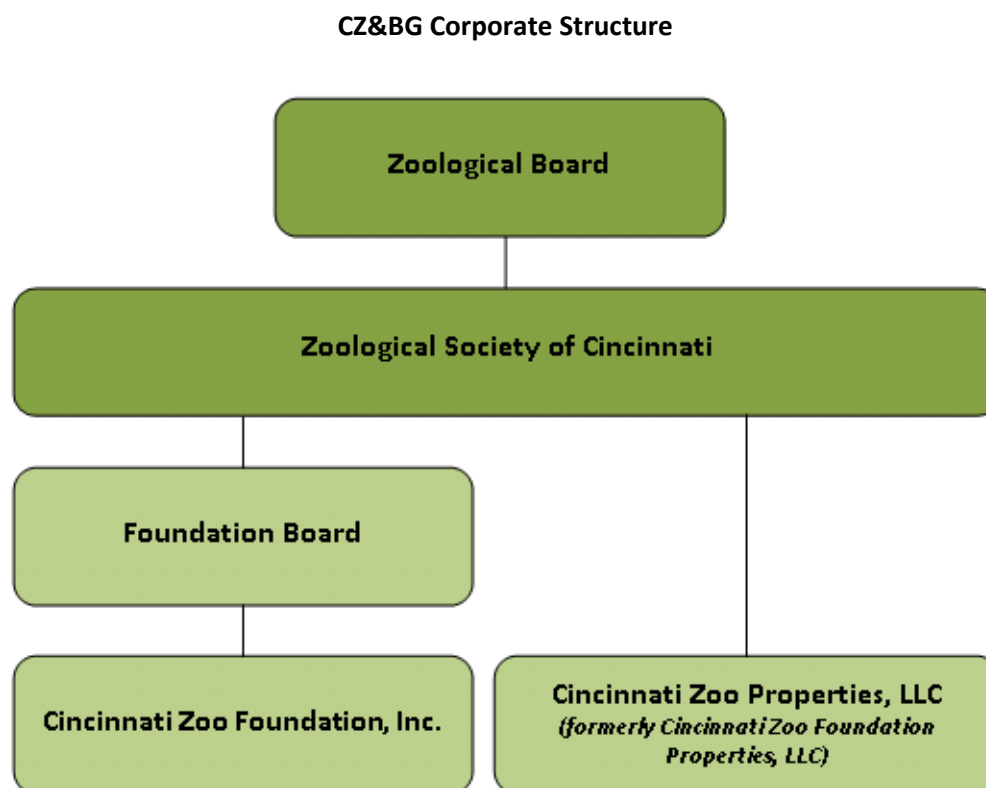 CZ&BG Corporate Structure
Zoological Board
Zoological Society of Cincinnati
Foundation Board
Cincinnati Zoo Foundation, Inc.
Cincinnati Zoo Properties, LLC
(formerly Cincinnati Zoo Foundation
Properties, LLC)